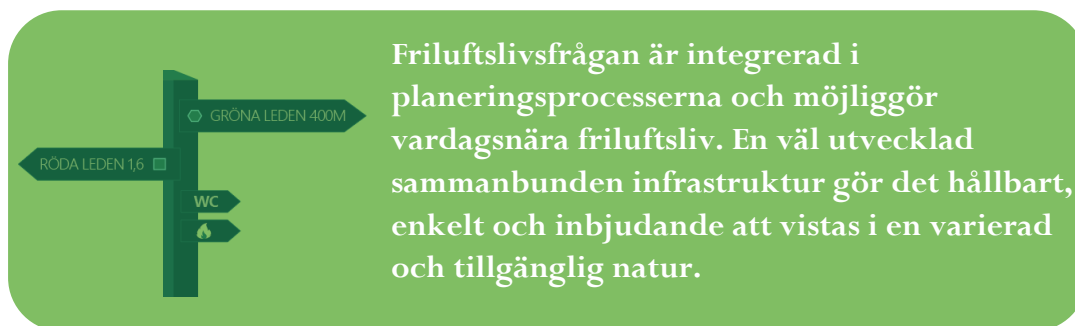 GRÖNA LEDEN 400M
RÖDA LEDEN 1,6
WC
Friluftslivsfrågan är integrerad i
planeringsprocesserna och möjliggör
vardagsnära friluftsliv. En väl utvecklad
sammanbunden infrastruktur gör det hållbart,
enkelt och inbjudande att vistas i en varierad
och tillgänglig natur.